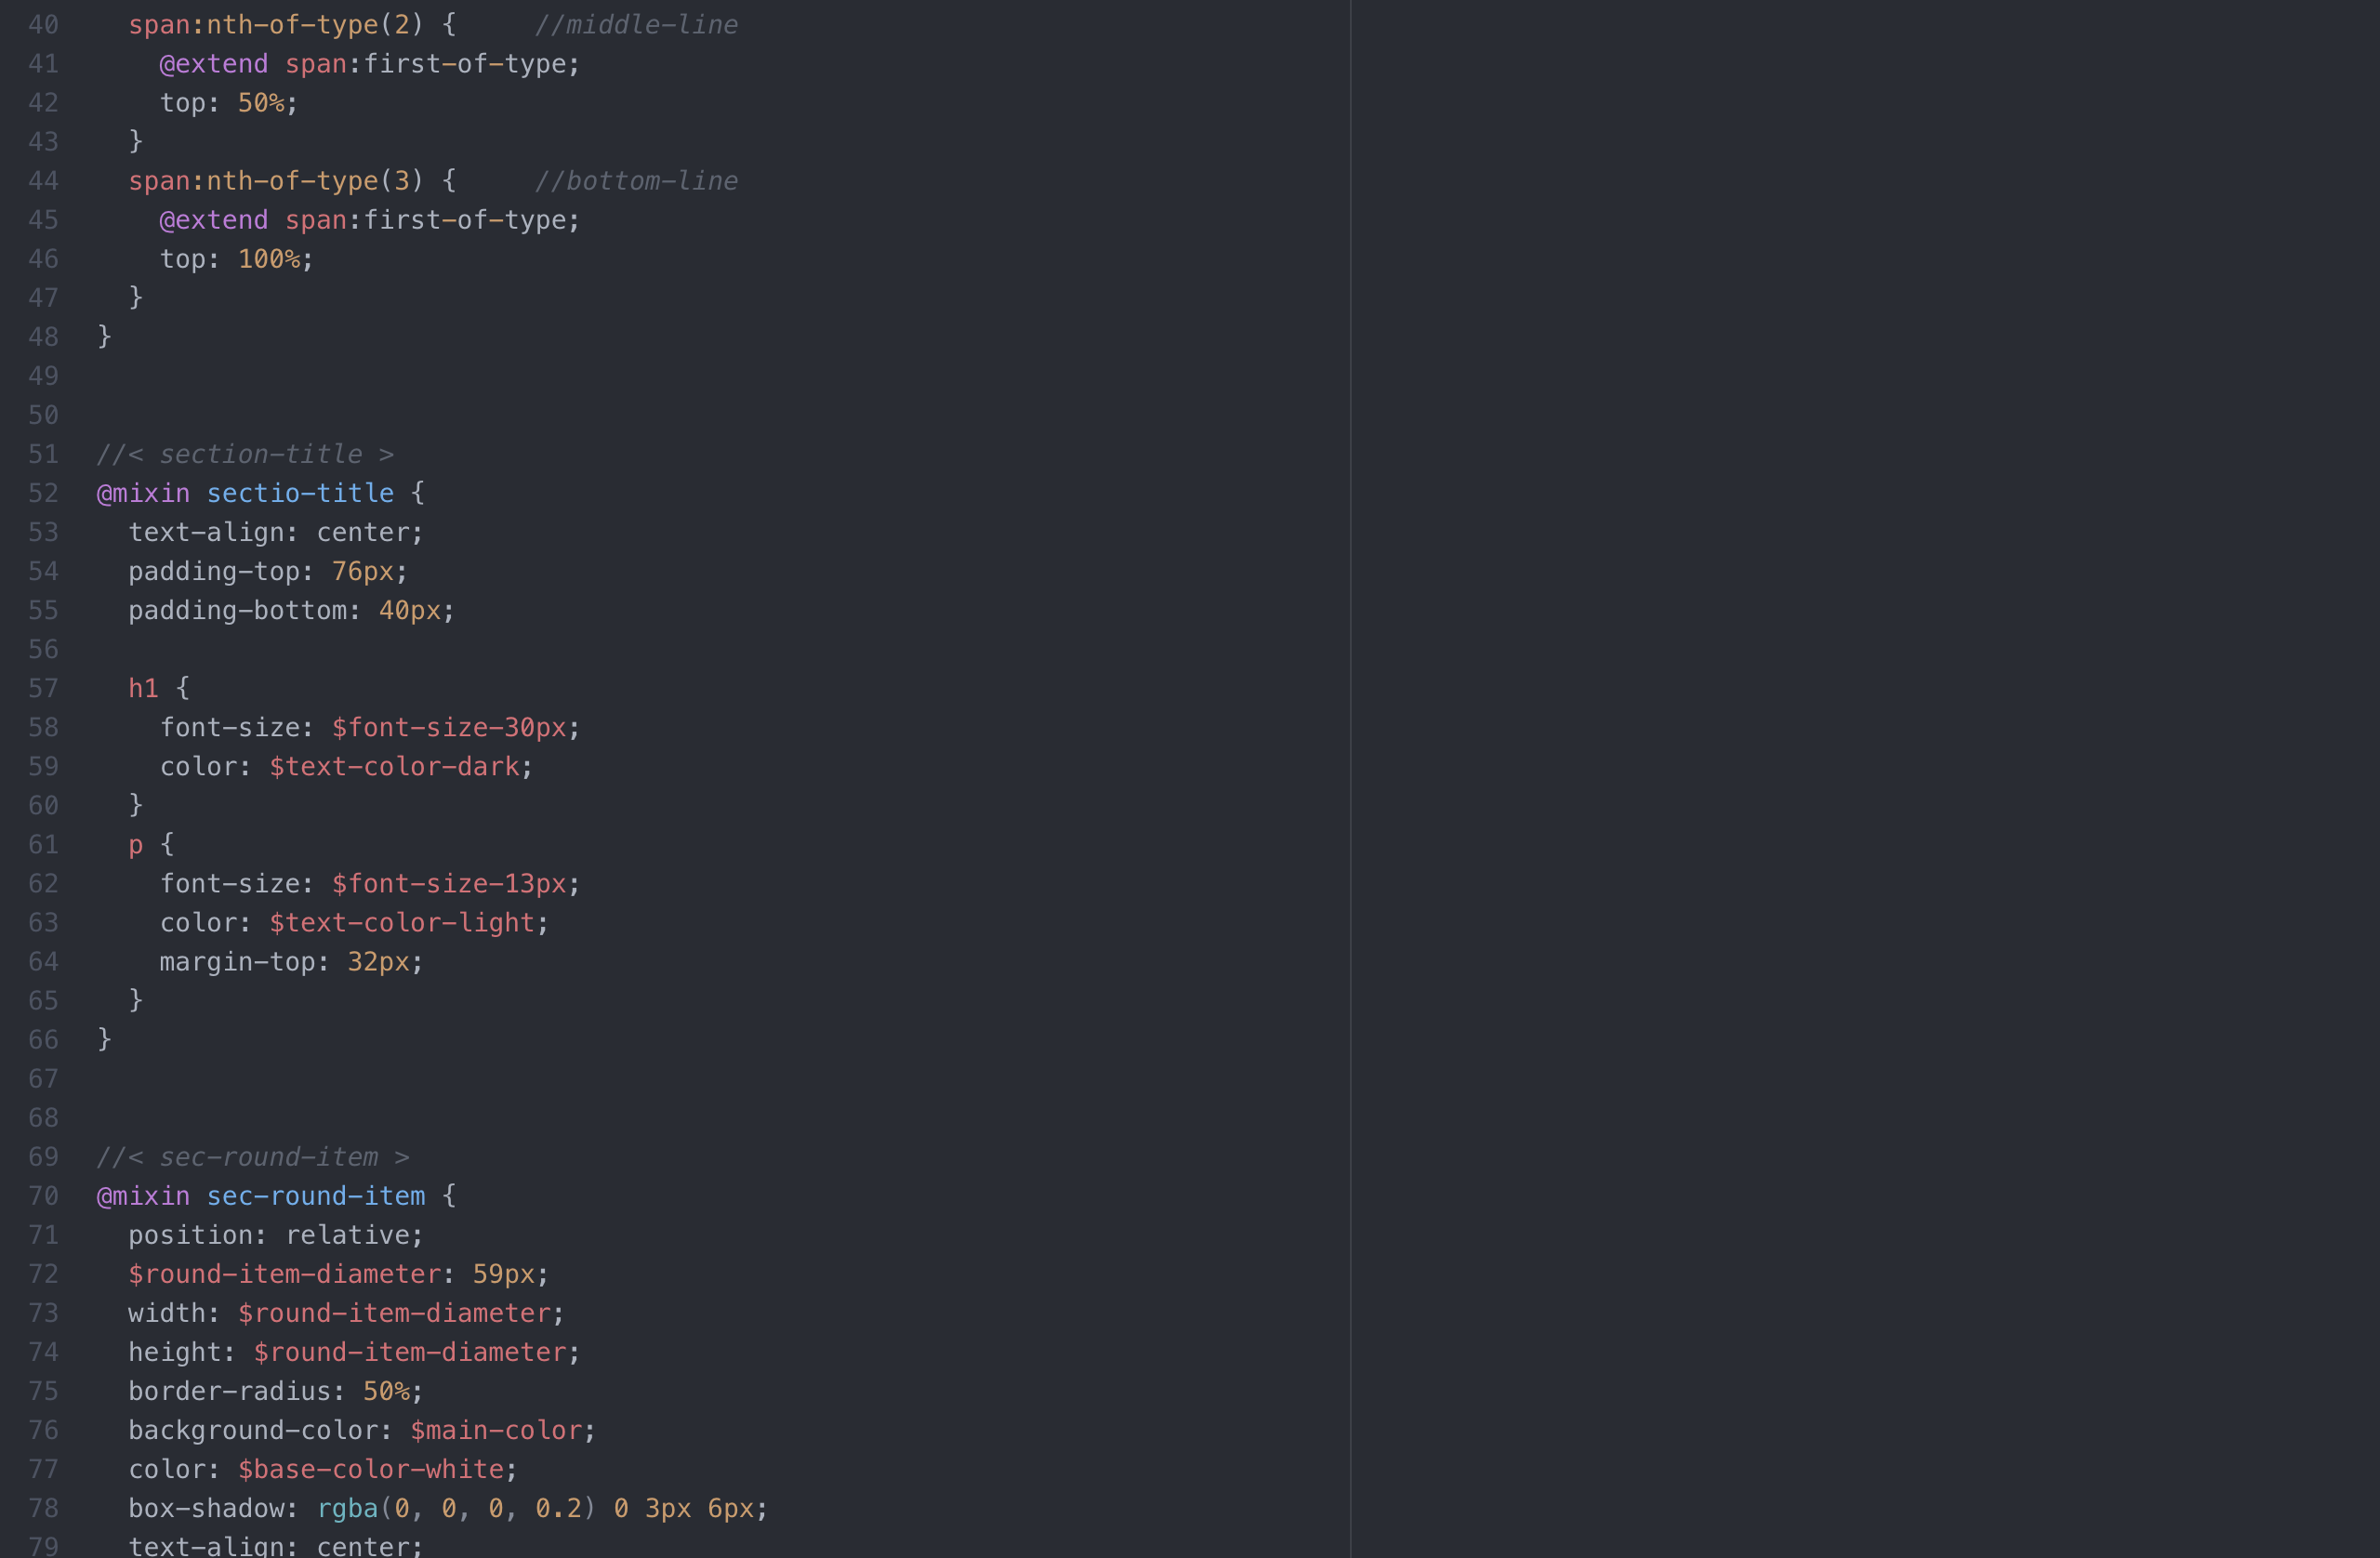 40 span:nth-of-type(2) { //middle-line
41 @extend span:first-of-type;
42 top: 50%;
43 }
44 span:nth-of-type(3) { //bottom-line
45 @extend span:first-of-type;
46 top: 100%;
47 }
48 }
49
50
51 //< section-title >
52 @mixin sectio-title {
53 text-align: center;
54 padding-top: 76px;
55 padding-bottom: 40px;
56
57 h1 {
58 font-size: $font-size-30px;
59 color: $text-color-dark;
60 }
61 p {
62 font-size: $font-size-13px;
63 color: $text-color-light;
64 margin-top: 32px;
65 }
66 }
67
68
69 //< sec-round-item >
70 @mixin sec-round-item {
71 position: relative;
72 $round-item-diameter: 59px;
73 width: $round-item-diameter;
74 height: $round-item-diameter;
75 border-radius: 50%;
76 background-color: $main-color;
77 color: $base-color-white;
78 box-shadow: rgba(0, 0, 0, 0.2) 0 3px 6px;
79 text-align: center;